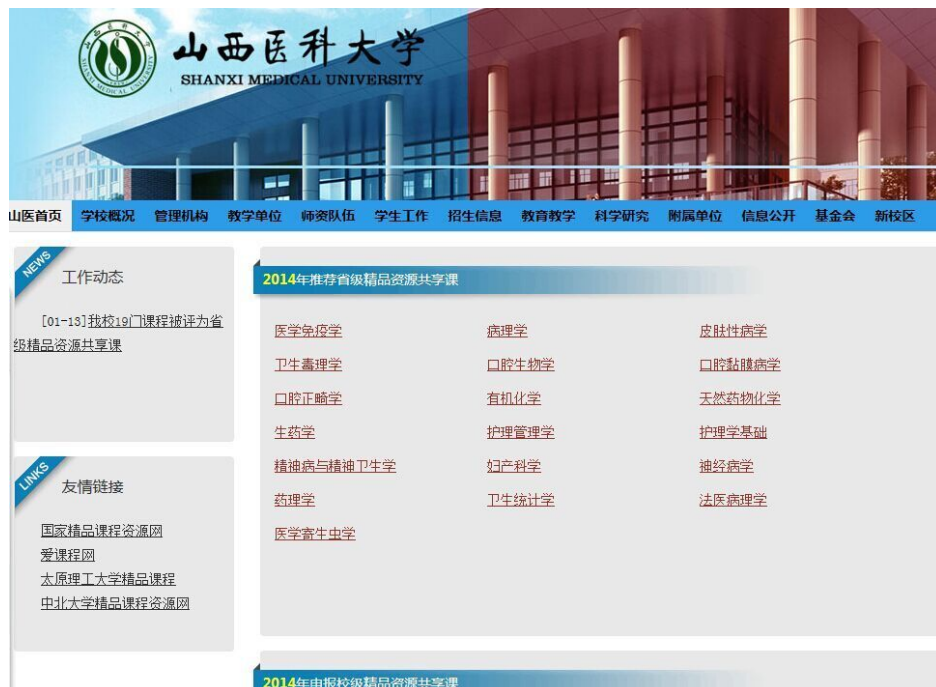 山西医科大学
SHANXI MEDICAL UNIVERSITY
SHANXI MEDICAL UNIVERSITY
山医首页 学校概况 管理机构 教学单位 师资队伍 学生工作 招生信息 教育教学 科学研究 附属单位 信息公开 基金会 新校区
NEWS
工作动态
[01-13]我校19门课程被评为省
级精品资源共享课
LINKS
友情链接
国家精品课程资源网
爱课程网
太原理工大学精品课程
中北大学精品课程资源网
2014年推荐省级精品资源共享课
医学免疫学 病理学 皮肤性病学
卫生毒理学 口腔生物学 口腔黏膜病学
口腔正畸学 有机化学 天然药物化学
生药学 护理管理学 护理学基础
精神病与精神卫生学 妇产科学 神经病学
药理学 卫生统计学 法医病理学
医学寄生虫学
2014年申报校级精品资源共享课